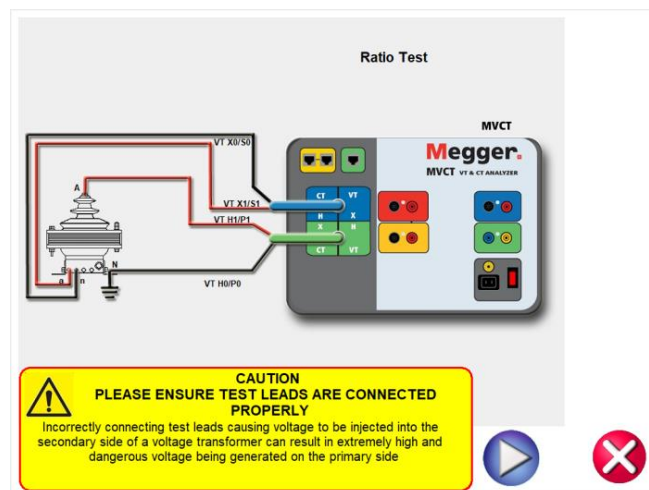 Ratio Test
MVCT
Megger.
MVCT VT & CT ANALYZER
VT X0/S0
CT VT
H X
A
VT X1/S1
X H
VT H1/P1
CT VT
N
a n
VT H0/P0
CAUTION
PLEASE ENSURE TEST LEADS ARE CONNECTED
PROPERLY
Incorrectly connecting test leads causing voltage to be injected into the
secondary side of a voltage transformer can result in extremely high and
dangerous voltage being generated on the primary side